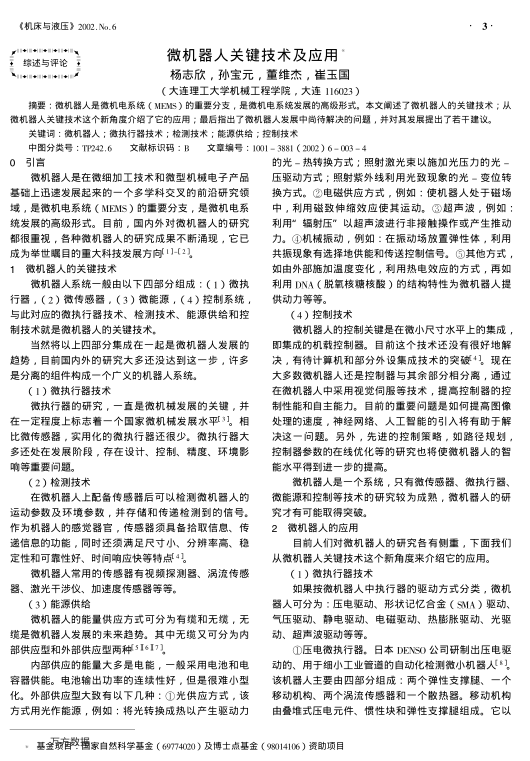 《机床与液压》2002.No.6
· 3 ·
综述与评论
微机器人关键技术及应用*
杨志欣，孙宝元，董维杰，崔玉国
（大连理工大学机械工程学院，大连 116023）
摘要：微机器人是微机电系统（MEMS）的重要分支，是微机电系统发展的高级形式。本文阐述了微机器人的关键技术；从
微机器人关键技术这个新角度介绍了它的应用；最后指出了微机器人发展中尚待解决的问题，并对其发展提出了若干建议。
关键词：微机器人；微执行器技术；检测技术；能源供给；控制技术
中图分类号：TP242.6 文献标识码：B 文章编号：1001－3881（2002）6－003－4
0 引言
微机器人是在微细加工技术和微型机械电子产品
基础上迅速发展起来的一个多学科交叉的前沿研究领
域，是微机电系统（MEMS）的重要分支，是微机电系
统发展的高级形式。目前，国内外对微机器人的研究
都很重视，各种微机器人的研究成果不断涌现，它已
成为举世瞩目的重大科技发展方向[1]~[2]。
1 微机器人的关键技术
微机器人系统一般由以下四部分组成：（1）微执
行器，（2）微传感器，（3）微能源，（4）控制系统，
与此对应的微执行器技术、检测技术、能源供给和控
制技术就是微机器人的关键技术。
当然将以上四部分集成在一起是微机器人发展的
趋势，目前国内外的研究大多还没达到这一步，许多
是分离的组件构成一个广义的机器人系统。
（1）微执行器技术
微执行器的研究，一直是微机械发展的关键，并
在一定程度上标志着一个国家微机械发展水平[3]。相
比微传感器，实用化的微执行器还很少。微执行器大
多还处在发展阶段，存在设计、控制、精度、环境影
响等重要问题。
（2）检测技术
在微机器人上配备传感器后可以检测微机器人的
运动参数及环境参数，并存储和传递检测到的信号。
作为机器人的感觉器官，传感器须具备拾取信息、传
递信息的功能，同时还须满足尺寸小、分辨率高、稳
定性和可靠性好、时间响应快等特点[4]。
微机器人常用的传感器有视频探测器、涡流传感
器、激光干涉仪、加速度传感器等等。
（3）能源供给
微机器人的能量供应方式可分为有缆和无缆，无
缆是微机器人发展的未来趋势。其中无缆又可分为内
部供应型和外部供应型两种[5][6][7]。
内部供应的能量大多是电能，一般采用电池和电
容器供能。电池输出功率的连续性好，但是很难小型
化。外部供应型大致有以下几种：①光供应方式，该
方式用光作能源，例如：将光转换成热以产生驱动力
的光－热转换方式；照射激光束以施加光压力的光－
压驱动方式；照射紫外线利用光致现象的光－变位转
换方式。②电磁供应方式，例如：使机器人处于磁场
中，利用磁致伸缩效应使其运动。③超声波，例如：
利用“辐射压”以超声波进行非接触操作或产生推动
力。④机械振动，例如：在振动场放置弹性体，利用
共振现象有选择地供能和传送控制信号。⑤其他方式，
如由外部施加温度变化，利用热电效应的方式，再如
利用 DNA（脱氧核糖核酸）的结构特性为微机器人提
供动力等等。
（4）控制技术
微机器人的控制关键是在微小尺寸水平上的集成，
即集成的机载控制器。目前这个技术还没有很好地解
决，有待计算机和部分外设集成技术的突破[4]。现在
大多数微机器人还是控制器与其余部分相分离，通过
在微机器人中采用视觉伺服等技术，提高控制器的控
制性能和自主能力。目前的重要问题是如何提高图像
处理的速度，神经网络、人工智能的引入将有助于解
决这一问题。另外，先进的控制策略，如路径规划，
控制器参数的在线优化等的研究也将使微机器人的智
能水平得到进一步的提高。
微机器人是一个系统，只有微传感器、微执行器、
微能源和控制等技术的研究较为成熟，微机器人的研
究才有可能取得突破。
2 微机器人的应用
目前人们对微机器人的研究各有侧重，下面我们
从微机器人关键技术这个新角度来介绍它的应用。
（1）微执行器技术
如果按微机器人中执行器的驱动方式分类，微机
器人可分为：压电驱动、形状记忆合金（SMA）驱动、
气压驱动、静电驱动、电磁驱动、热膨胀驱动、光驱
动、超声波驱动等等。
①压电微执行器。日本 DENSO 公司研制出压电驱
动的、用于细小工业管道的自动化检测微小机器人[8]。
该机器人主要由四部分组成：两个弹性支撑腿、一个
移动机构、两个涡流传感器和一个散热器。移动机构
由叠堆式压电元件、惯性块和弹性支撑腿组成。它以
万方数据
* 基金项目：国家自然科学基金（69774020）及博士点基金（98014106）资助项目